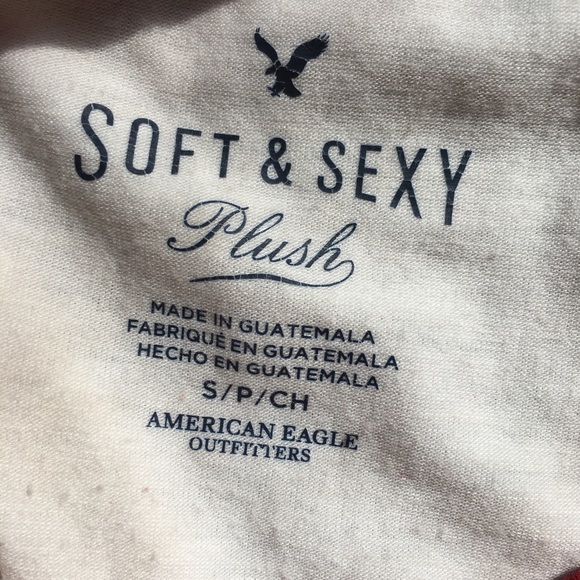 SOFT & SEXY
Plush
MADE IN GUATEMALA
FABRIQUÉ EN GUATEMALA
HECHO EN GUATEMALA
S/P/CH
AMERICAN EAGLE
OUTFITTERS